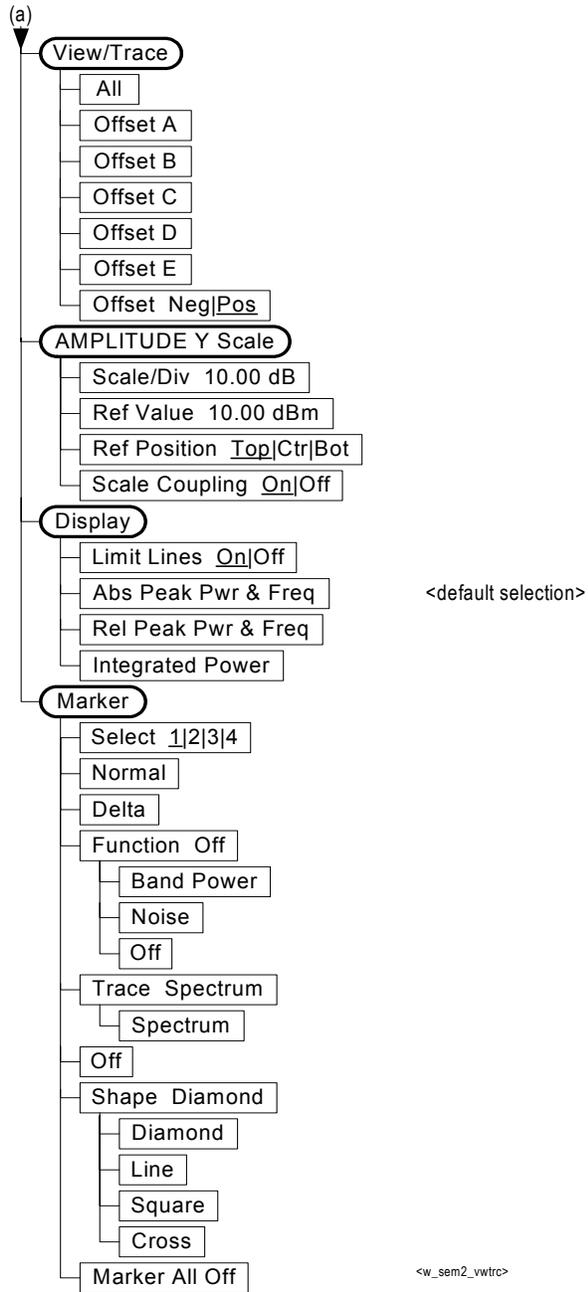 (a)
View/Trace
All
Offset A
Offset B
Offset C
Offset D
Offset E
Offset Neg|Pos
AMPLITUDE Y Scale
Scale/Div 10.00 dB
Ref Value 10.00 dBm
Ref Position Top|Ctr|Bot
Scale Coupling On|Off
Display
Limit Lines On|Off
Abs Peak Pwr & Freq <default selection>
Rel Peak Pwr & Freq
Integrated Power
Marker
Select 1|2|3|4
Normal
Delta
Function Off
Band Power
Noise
Off
Trace Spectrum
Spectrum
Off
Shape Diamond
Diamond
Line
Square
Cross
Marker All Off <w_sem2_vwtrc>